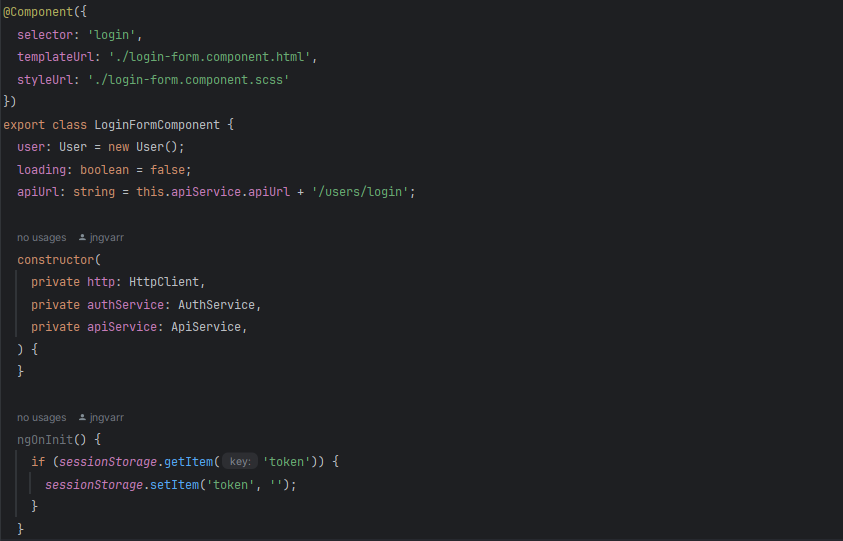 @Component({
selector: 'login',
templateUrl: './login-form.component.html',
styleUrl: './login-form.component.scss'
})
export class LoginFormComponent {
user: User = new User();
loading: boolean = false;
apiUrl: string = this.apiService.apiUrl + '/users/login';
no usages jngvarr
constructor(
private http: HttpClient,
private authService: AuthService,
private apiService: ApiService,
) {
}
no usages jngvarr
ngOnInit() {
if (sessionStorage.getItem( key: 'token')) {
sessionStorage.setItem('token', '');
}
}